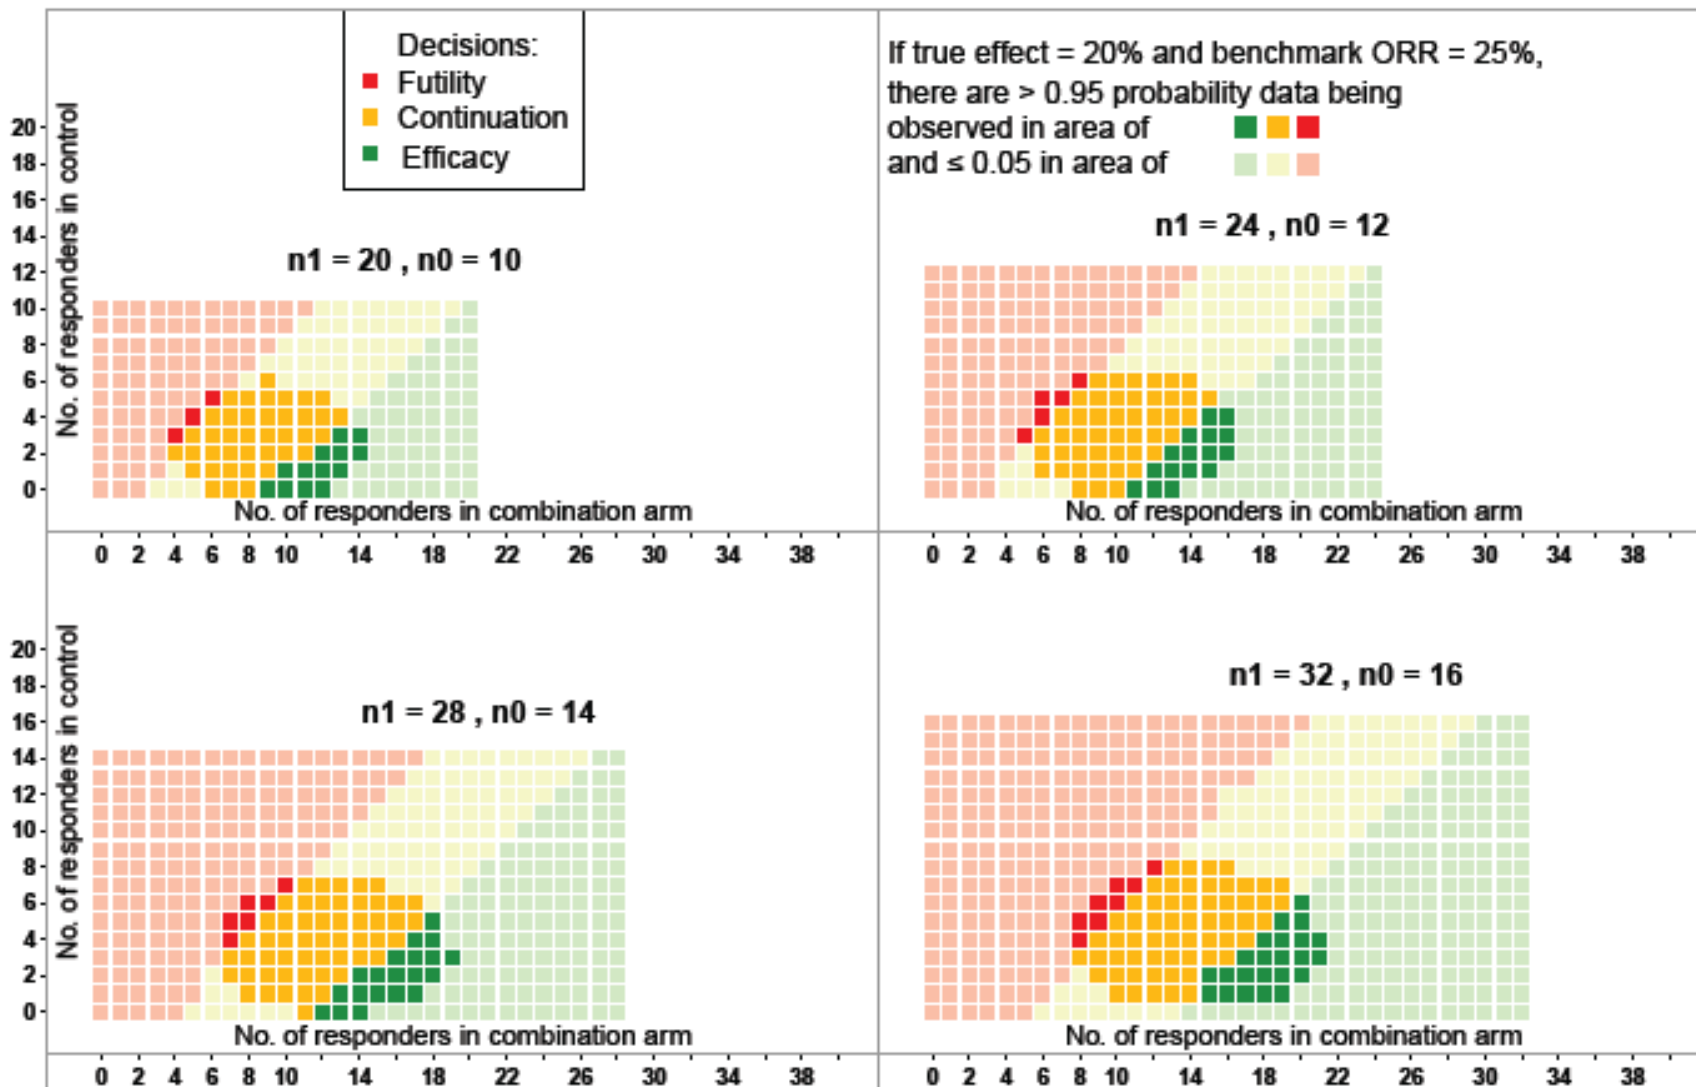 Decisions:
Futility
Continuation
Efficacy
If true effect = 20% and benchmark ORR = 25%,
there are > 0.95 probability data being
observed in area of
and ≤ 0.05 in area of
n1 = 20 , n0 = 10
No. of responders in control
20
18
16
14
12
10
8
6
4
2
0
No. of responders in combination arm
0 2 4 6 8 10 14 18 22 26 30 34 38
n1 = 24 , n0 = 12
No. of responders in combination arm
0 2 4 6 8 10 14 18 22 26 30 34 38
n1 = 28 , n0 = 14
No. of responders in control
20
18
16
14
12
10
8
6
4
2
0
No. of responders in combination arm
0 2 4 6 8 10 14 18 22 26 30 34 38
n1 = 32 , n0 = 16
No. of responders in combination arm
0 2 4 6 8 10 14 18 22 26 30 34 38